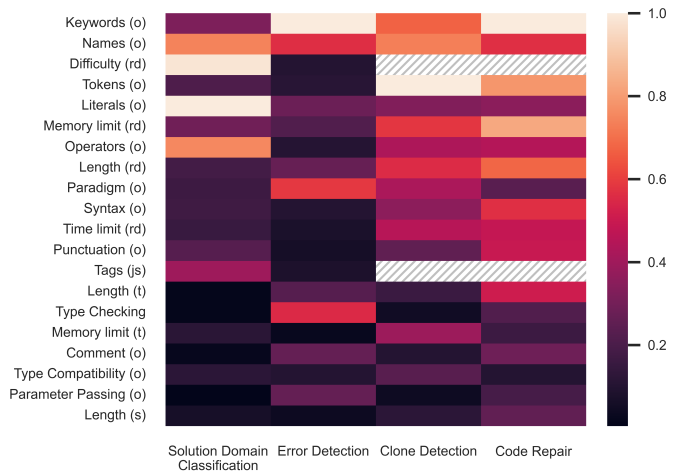 Keywords (o)
Names (o)
Difficulty (rd)
Tokens (o)
Literals (o)
Memory limit (rd)
Operators (o)
Length (rd)
Paradigm (o)
Syntax (o)
Time limit (rd)
Punctuation (o)
Tags (js)
Length (t)
Type Checking
Memory limit (t)
Comment (o)
Type Compatibility (o)
Parameter Passing (o)
Length (s)
Solution Domain
Classification
Error Detection
Clone Detection
Code Repair
1.0
0.8
0.6
0.4
0.2